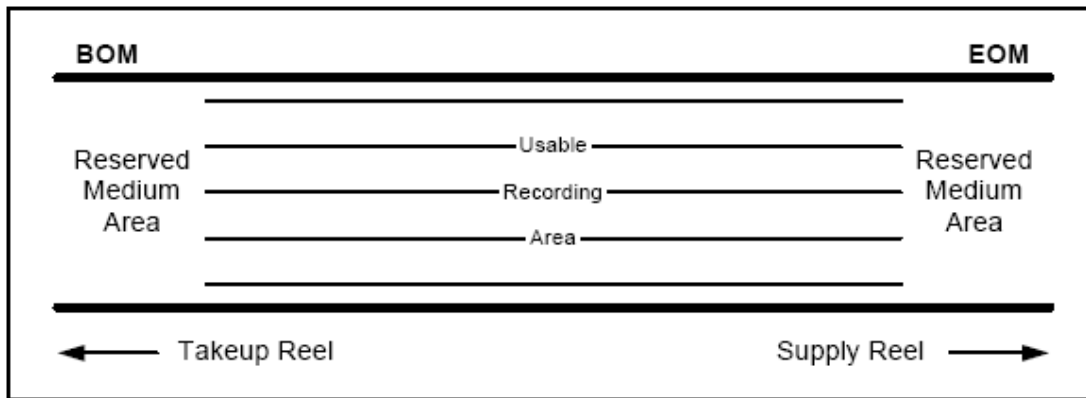 BOM EOM
Usable
Reserved Medium Area
Recording
Reserved Medium Area
Area
Takeup Reel Supply Reel